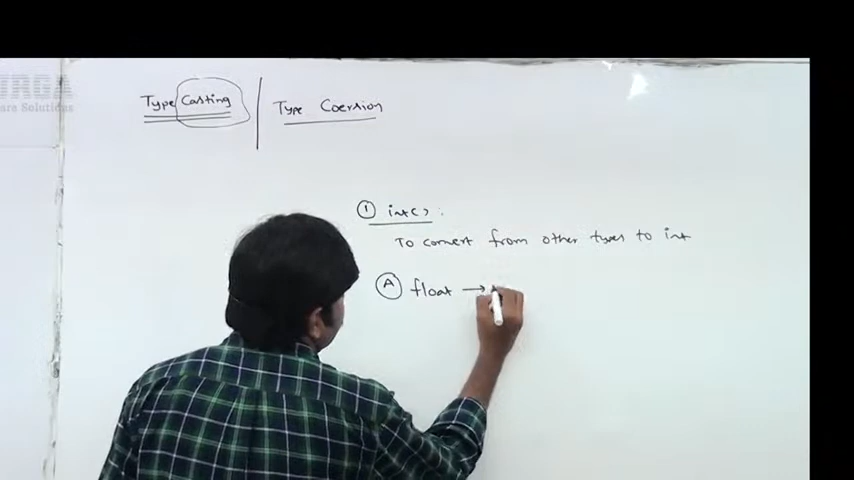 Type Casting | Type Coersion
① int() :
To convert from other types to int
Ⓐ float →